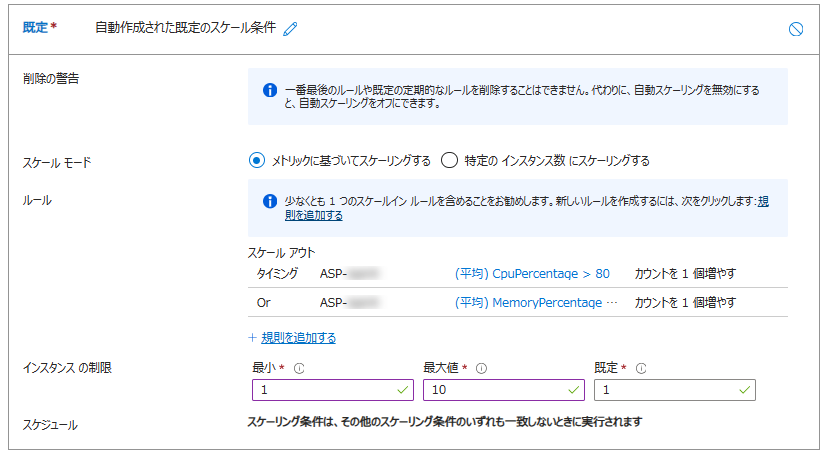 既定 * 自動作成された既定のスケール条件
削除の警告
一番最後のルールや既定の定期的なルールを削除することはできません。代わりに、自動スケーリングを無効にすると、自動スケーリングをオフにできます。
スケール モード メトリックに基づいてスケーリングする 特定の インスタンス数 にスケーリングする
ルール
少なくとも 1 つのスケールイン ルールを含めることをお勧めします。新しいルールを作成するには、次をクリックします: 規則を追加する
スケール アウト
タイミング ASP- (平均) CpuPercentage > 80 カウントを 1 個増やす
Or ASP- (平均) MemoryPercentage … カウントを 1 個増やす
+ 規則を追加する
インスタンス の制限 最小 * 最大値 * 既定 *
1 10 1
スケジュール スケーリング条件は、その他のスケーリング条件のいずれも一致しないときに実行されます